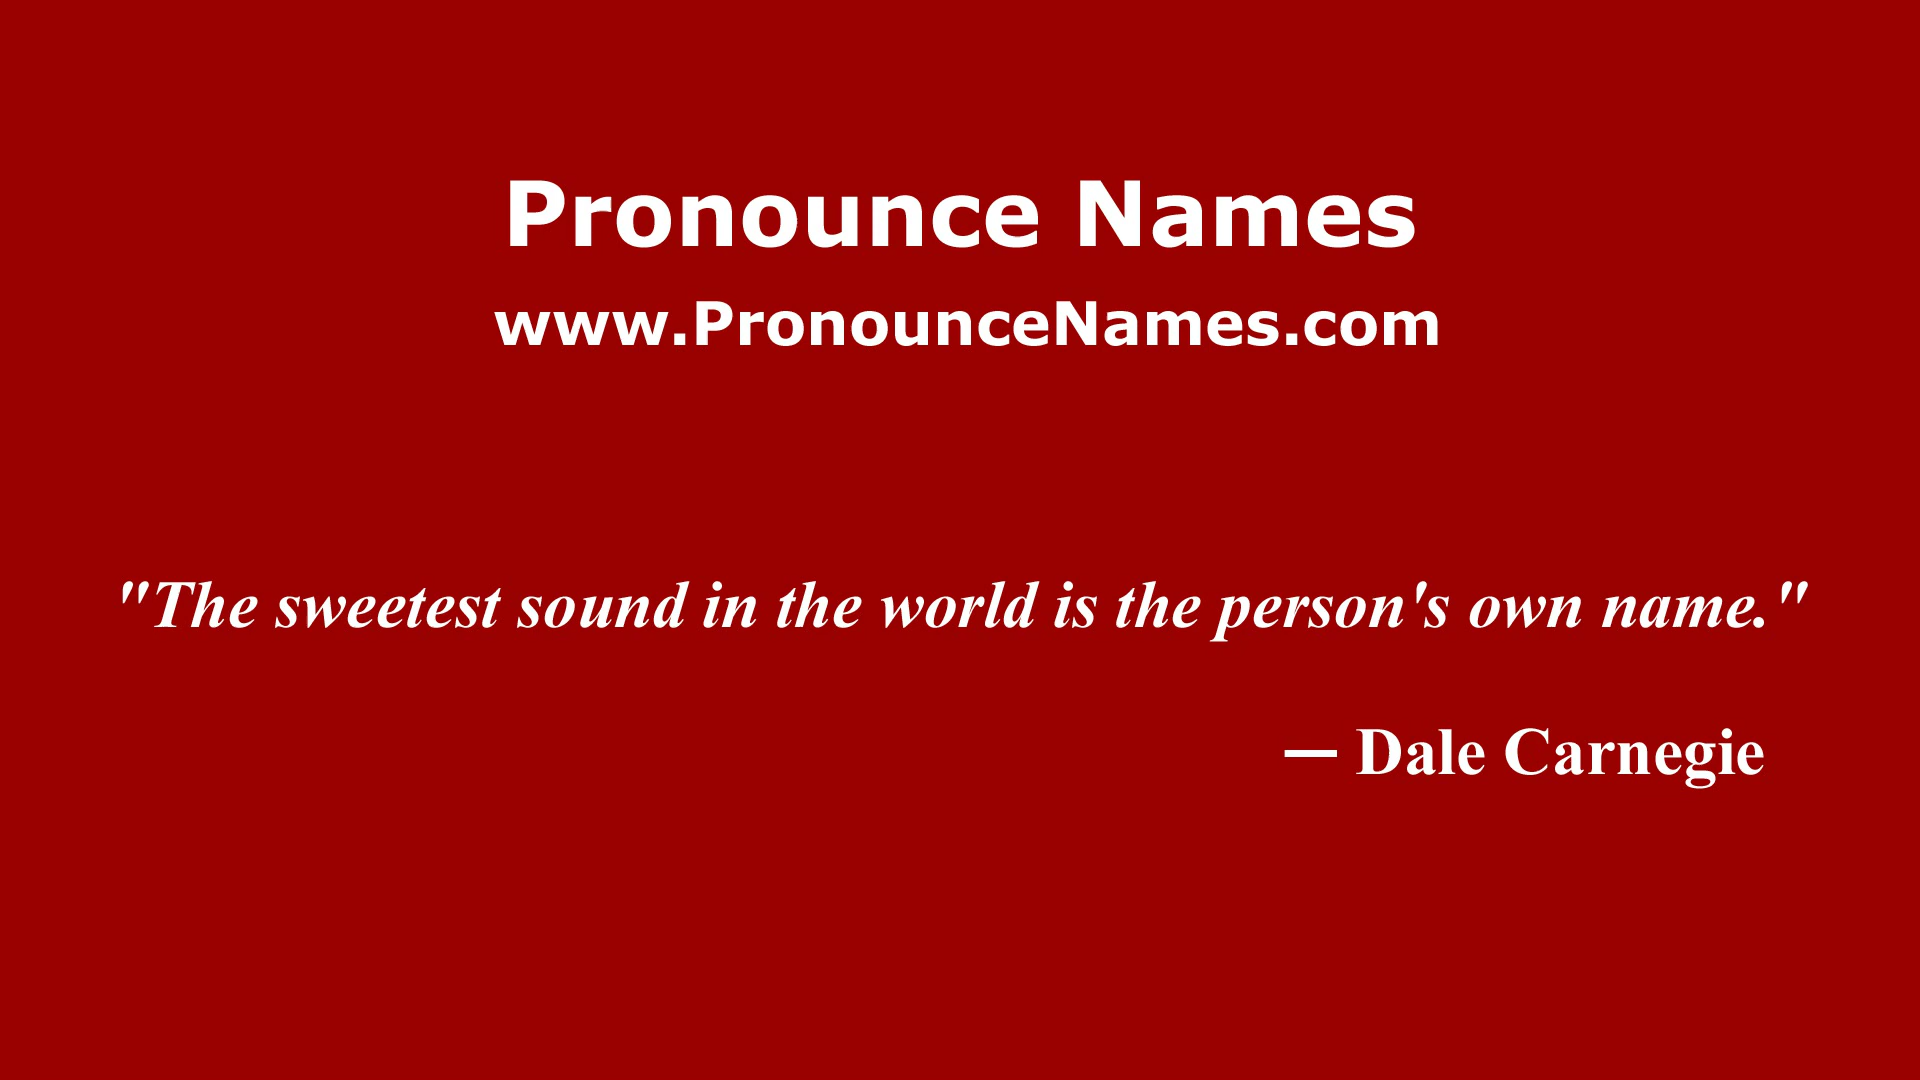 Pronounce Names
www.PronounceNames.com
"The sweetest sound in the world is the person's own name."
— Dale Carnegie